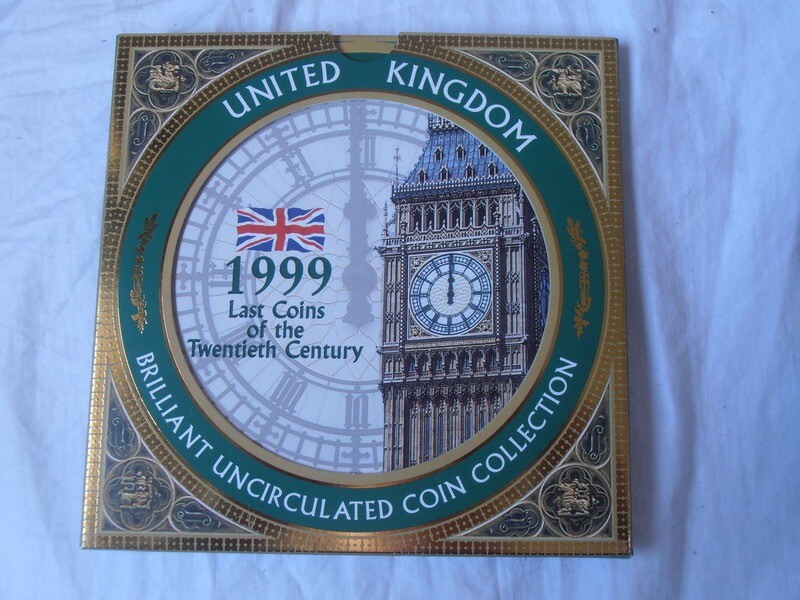 UNITED KINGDOM
1999
Last Coins
of the
Twentieth Century
BRILLIANT UNCIRCULATED COIN COLLECTION